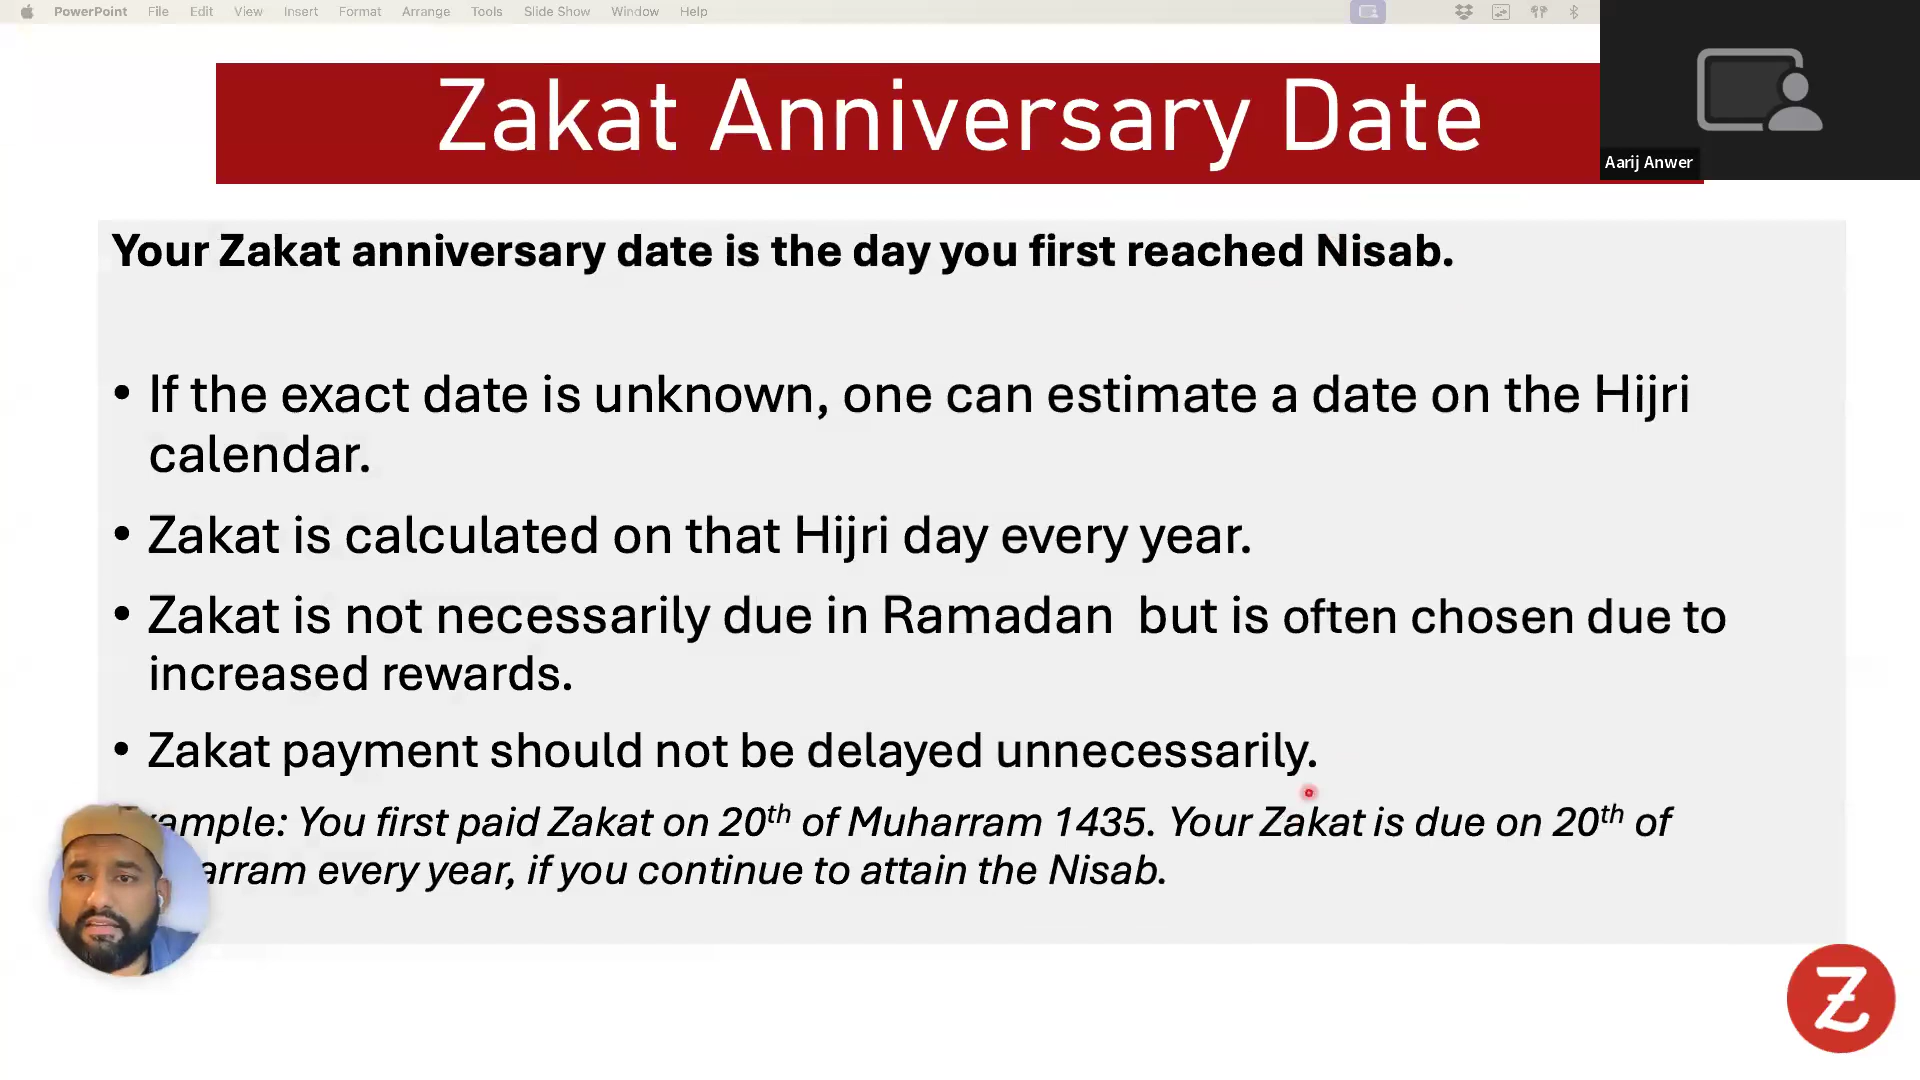 PowerPoint File Edit View Insert Format Arrange Tools Slide Show Window Help
Zakat Anniversary Date
Aarij Anwer
Your Zakat anniversary date is the day you first reached Nisab.
• If the exact date is unknown, one can estimate a date on the Hijri
calendar.
• Zakat is calculated on that Hijri day every year.
• Zakat is not necessarily due in Ramadan but is often chosen due to
increased rewards.
• Zakat payment should not be delayed unnecessarily.
ample: You first paid Zakat on 20th of Muharram 1435. Your Zakat is due on 20th of
arram every year, if you continue to attain the Nisab.
Z